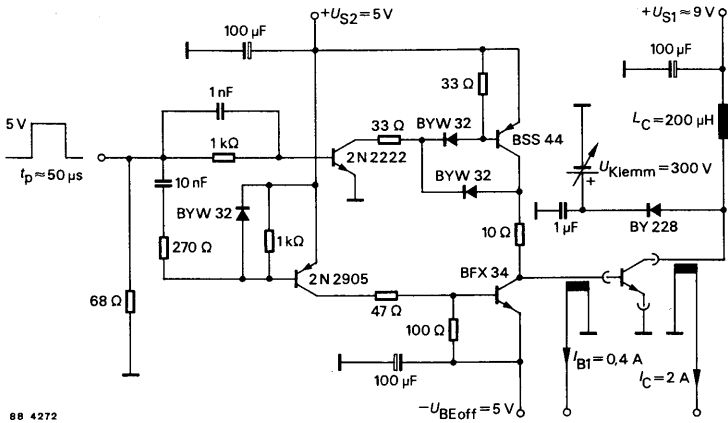 +U_S2 = 5 V
+U_S1 ≈ 9 V
100 µF
100 µF
33 Ω
1 nF
BYW 32
L_C = 200 µH
5 V
33 Ω
BSS 44
1 kΩ
2N 2222
U_Klemm = 300 V
t_p ≈ 50 µs
10 nF
BYW 32
+
BYW 32
1 µF
BY 228
10 Ω
270 Ω
1 kΩ
2N 2905
BFX 34
68 Ω
47 Ω
100 Ω
I_B1 = 0,4 A
I_C = 2 A
100 µF
−U_BEoff = 5 V
88 4272